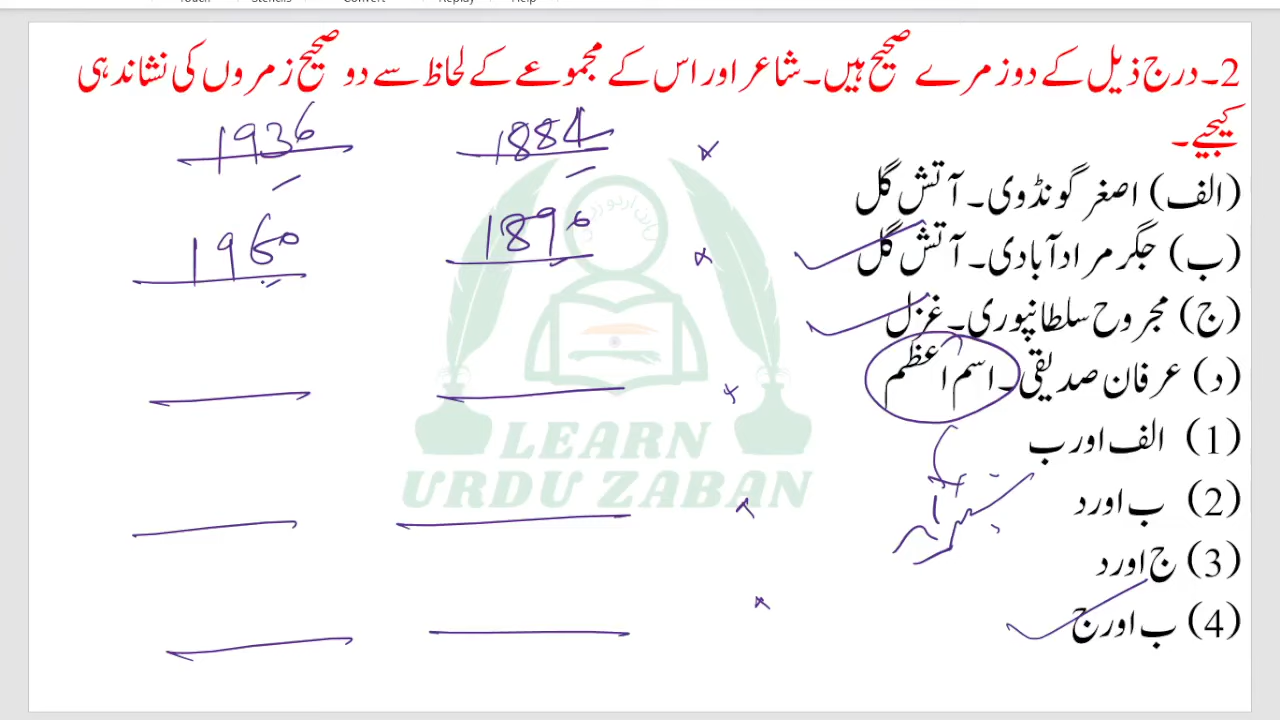 2۔درج ذیل کے دو زمرے صحیح ہیں۔ شاعر اور اس کے مجموعے کے لحاظ سے دو صحیح زمروں کی نشاندہی
کیجیے۔
1884 1936
(الف) اصغر گونڈوی۔ آتش گل
1890 1960
(ب) جگر مرادآبادی۔ آتش گل
(ج) مجروح سلطانپوری۔ غزل
(د) عرفان صدیقی۔ اسم اعظم
(1) الف اور ب
(2) ب اور د
(3) ج اور د
(4) ب اور ج
LEARN
URDU ZABAN